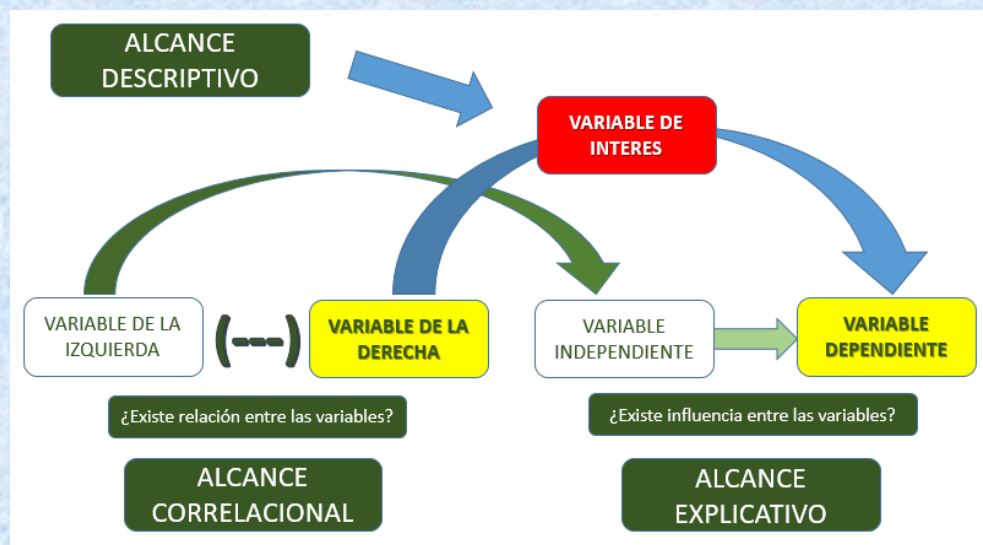 ALCANCE
DESCRIPTIVO
VARIABLE DE
INTERES
VARIABLE DE LA
IZQUIERDA
(---)
VARIABLE DE LA
DERECHA
VARIABLE
INDEPENDIENTE
VARIABLE
DEPENDIENTE
¿Existe relación entre las variables?
¿Existe influencia entre las variables?
ALCANCE
CORRELACIONAL
ALCANCE
EXPLICATIVO